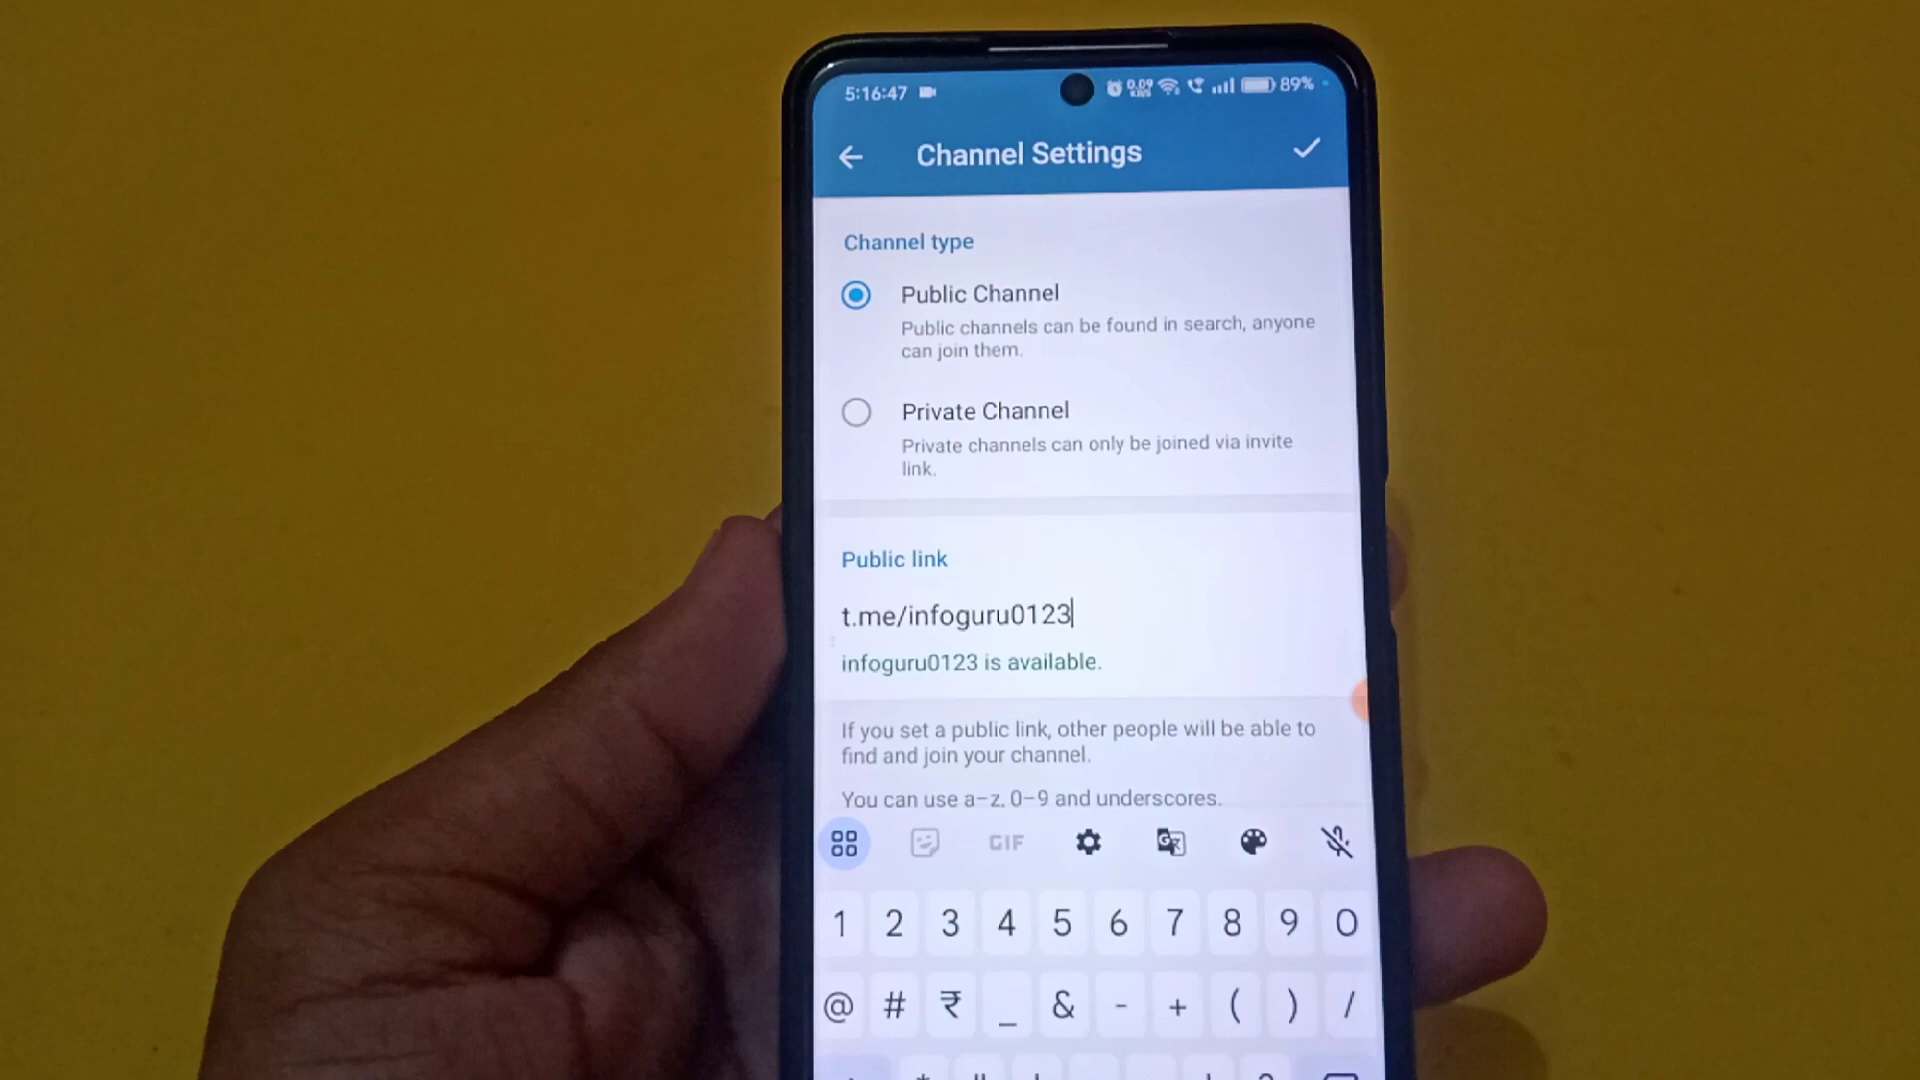 5:16:47
0.09
KB/S
89%
Channel Settings
Channel type
Public Channel
Public channels can be found in search, anyone
can join them.
Private Channel
Private channels can only be joined via invite
link.
Public link
t.me/infoguru0123
infoguru0123 is available.
If you set a public link, other people will be able to
find and join your channel.
You can use a–z, 0–9 and underscores.
GIF
1 2 3 4 5 6 7 8 9 0
@ # ₹ _ & - + ( ) /